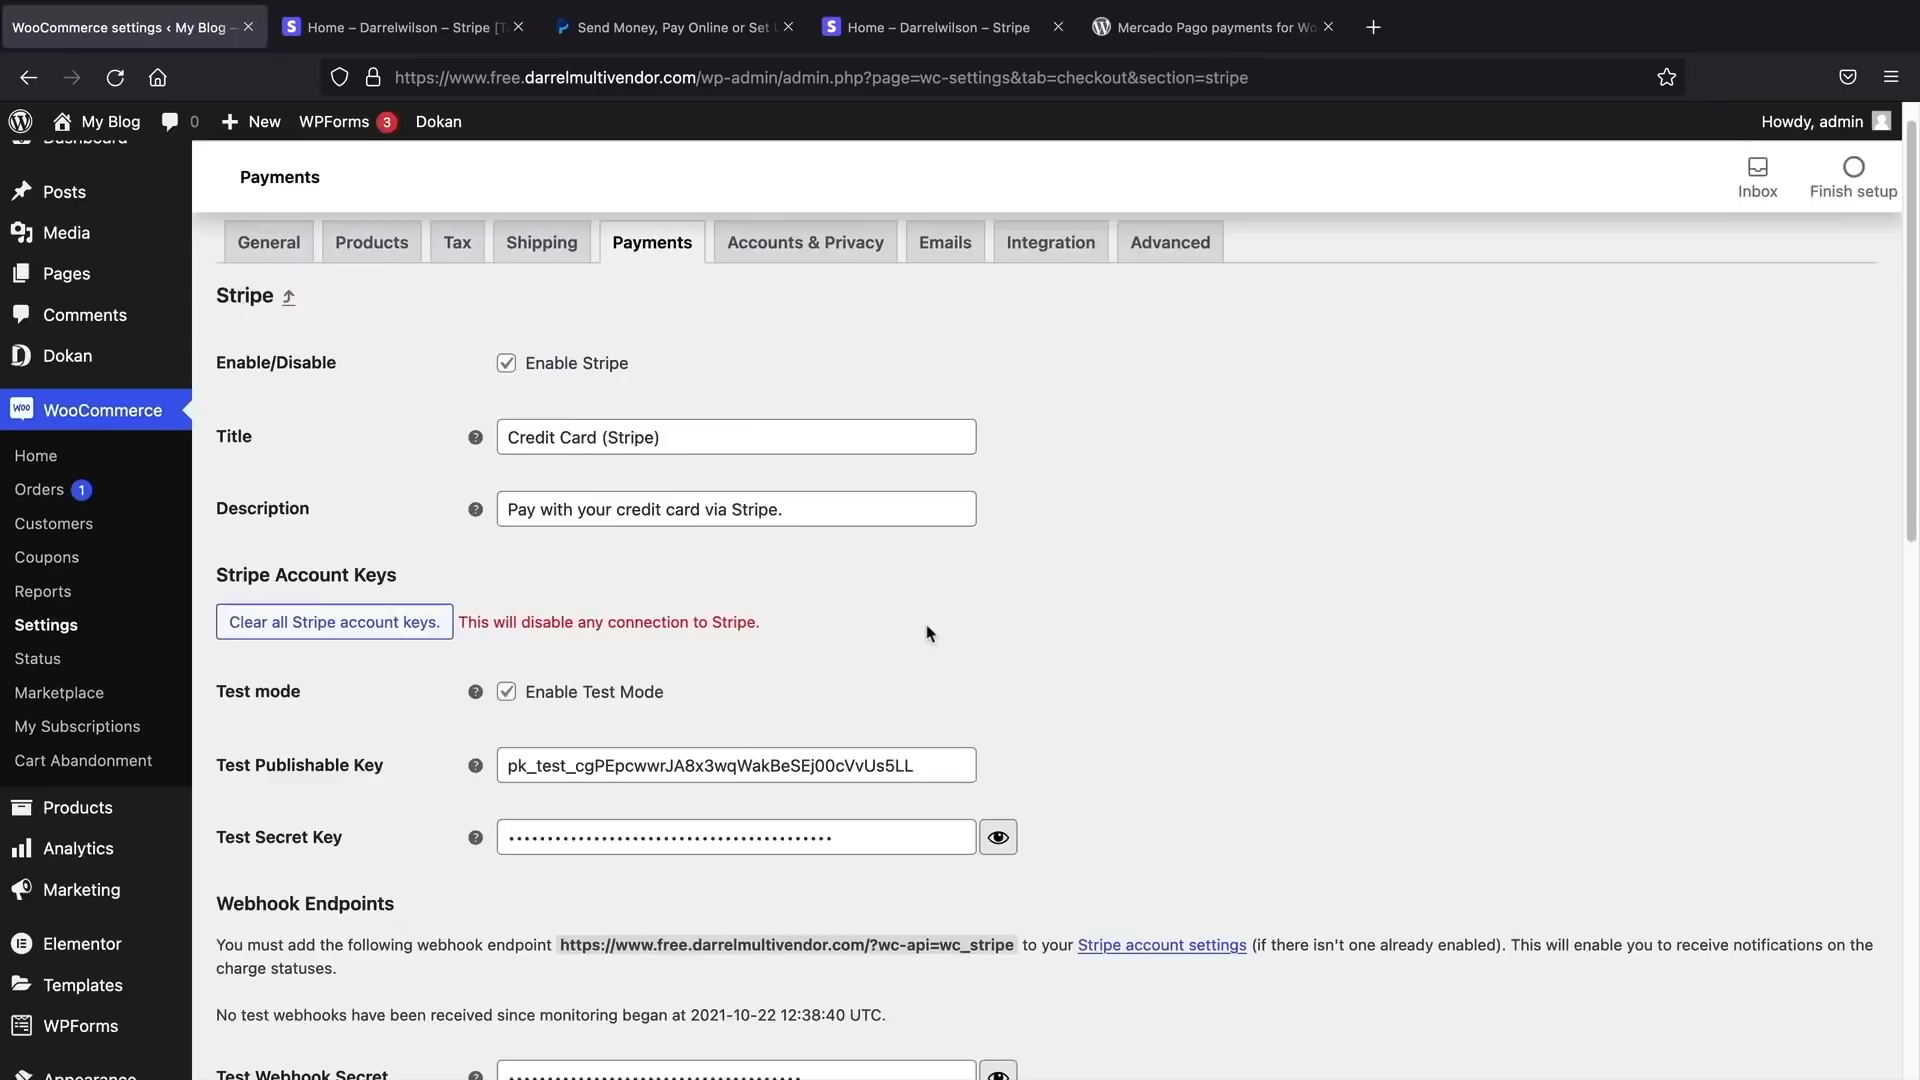 WooCommerce settings ‹ My Blog –
Home – Darrelwilson – Stripe [T
Send Money, Pay Online or Set U
Home – Darrelwilson – Stripe
Mercado Pago payments for Wo
https://www.free.darrelmultivendor.com/wp-admin/admin.php?page=wc-settings&tab=checkout&section=stripe
My Blog
0
New
WPForms 3
Dokan
Howdy, admin
Dashboard
Posts
Media
Pages
Comments
Dokan
WooCommerce
Home
Orders 1
Customers
Coupons
Reports
Settings
Status
Marketplace
My Subscriptions
Cart Abandonment
Products
Analytics
Marketing
Elementor
Templates
WPForms
Appearance
Payments
Inbox
Finish setup
General
Products
Tax
Shipping
Payments
Accounts & Privacy
Emails
Integration
Advanced
Stripe
Enable/Disable
Enable Stripe
Title
Credit Card (Stripe)
Description
Pay with your credit card via Stripe.
Stripe Account Keys
Clear all Stripe account keys. This will disable any connection to Stripe.
Test mode
Enable Test Mode
Test Publishable Key
pk_test_cgPEpcwwrJA8x3wqWakBeSEj00cVvUs5LL
Test Secret Key
Webhook Endpoints
You must add the following webhook endpoint https://www.free.darrelmultivendor.com/?wc-api=wc_stripe to your Stripe account settings (if there isn't one already enabled). This will enable you to receive notifications on the
charge statuses.
No test webhooks have been received since monitoring began at 2021-10-22 12:38:40 UTC.
Test Webhook Secret